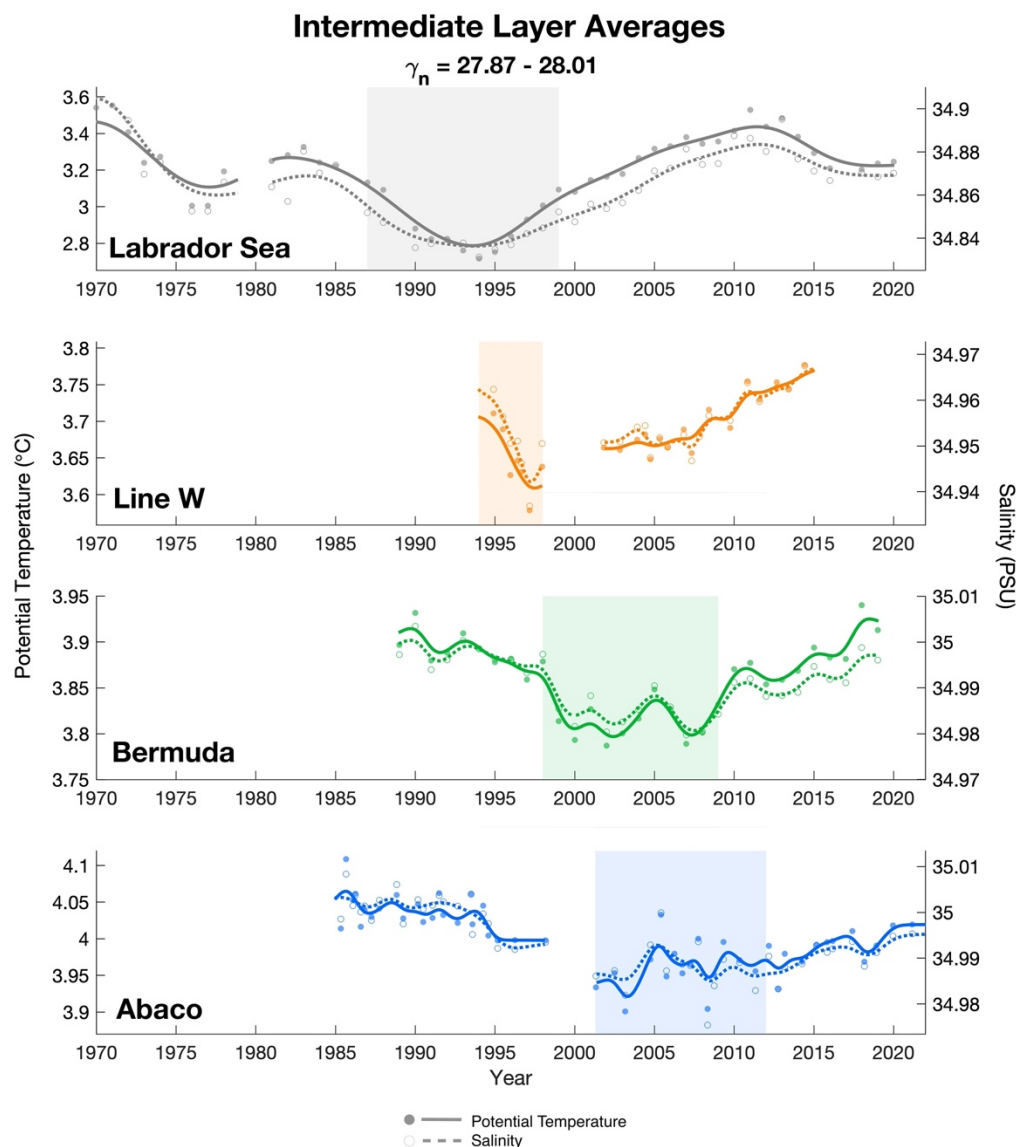 Intermediate Layer Averages
γn = 27.87 - 28.01
3.6
3.4
3.2
3
2.8
34.9
34.88
34.86
34.84
Labrador Sea
1970 1975 1980 1985 1990 1995 2000 2005 2010 2015 2020
3.8
3.75
3.7
3.65
3.6
34.97
34.96
34.95
34.94
Line W
1970 1975 1980 1985 1990 1995 2000 2005 2010 2015 2020
Potential Temperature (°C)
Salinity (PSU)
3.95
3.9
3.85
3.8
3.75
35.01
35
34.99
34.98
34.97
Bermuda
1970 1975 1980 1985 1990 1995 2000 2005 2010 2015 2020
4.1
4.05
4
3.95
3.9
35.01
35
34.99
34.98
Abaco
1970 1975 1980 1985 1990 1995 2000 2005 2010 2015 2020
Year
Potential Temperature
Salinity